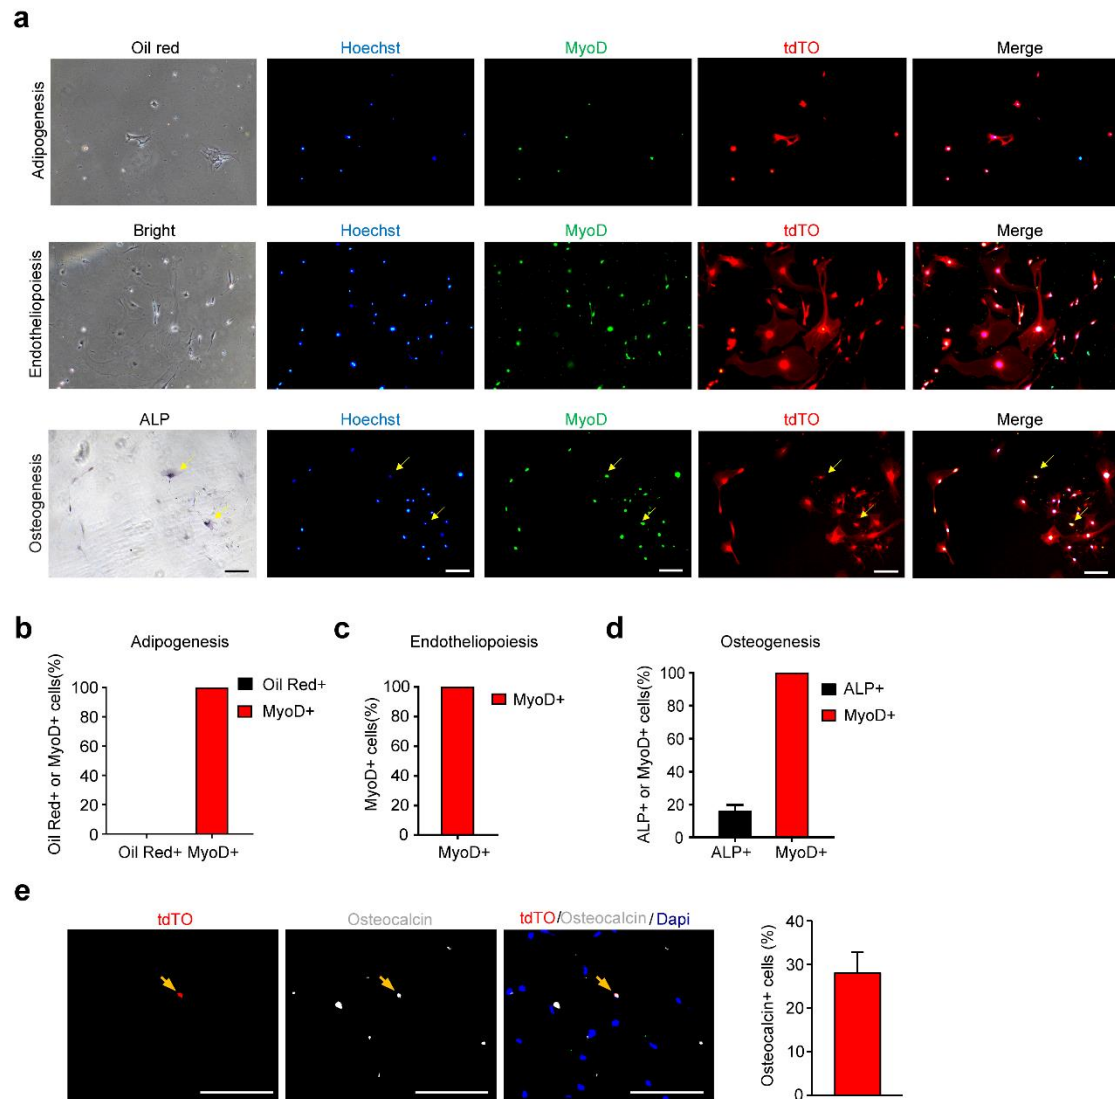 a
Oil red Hoechst MyoD tdTO Merge
Adipogenesis
Bright Hoechst MyoD tdTO Merge
Endotheliopoiesis
ALP Hoechst MyoD tdTO Merge
Osteogenesis
b
Adipogenesis
Oil Red+ or MyoD+ cells(%)
100
80
60
40
20
0
Oil Red+ MyoD+
Oil Red+
MyoD+
c
Endotheliopoiesis
MyoD+ cells(%)
100
80
60
40
20
0
MyoD+
MyoD+
d
Osteogenesis
ALP+ or MyoD+ cells(%)
100
80
60
40
20
0
ALP+ MyoD+
ALP+
MyoD+
e
tdTO Osteocalcin tdTO/Osteocalcin/Dapi
Osteocalcin+ cells (%)
40
30
20
10
0